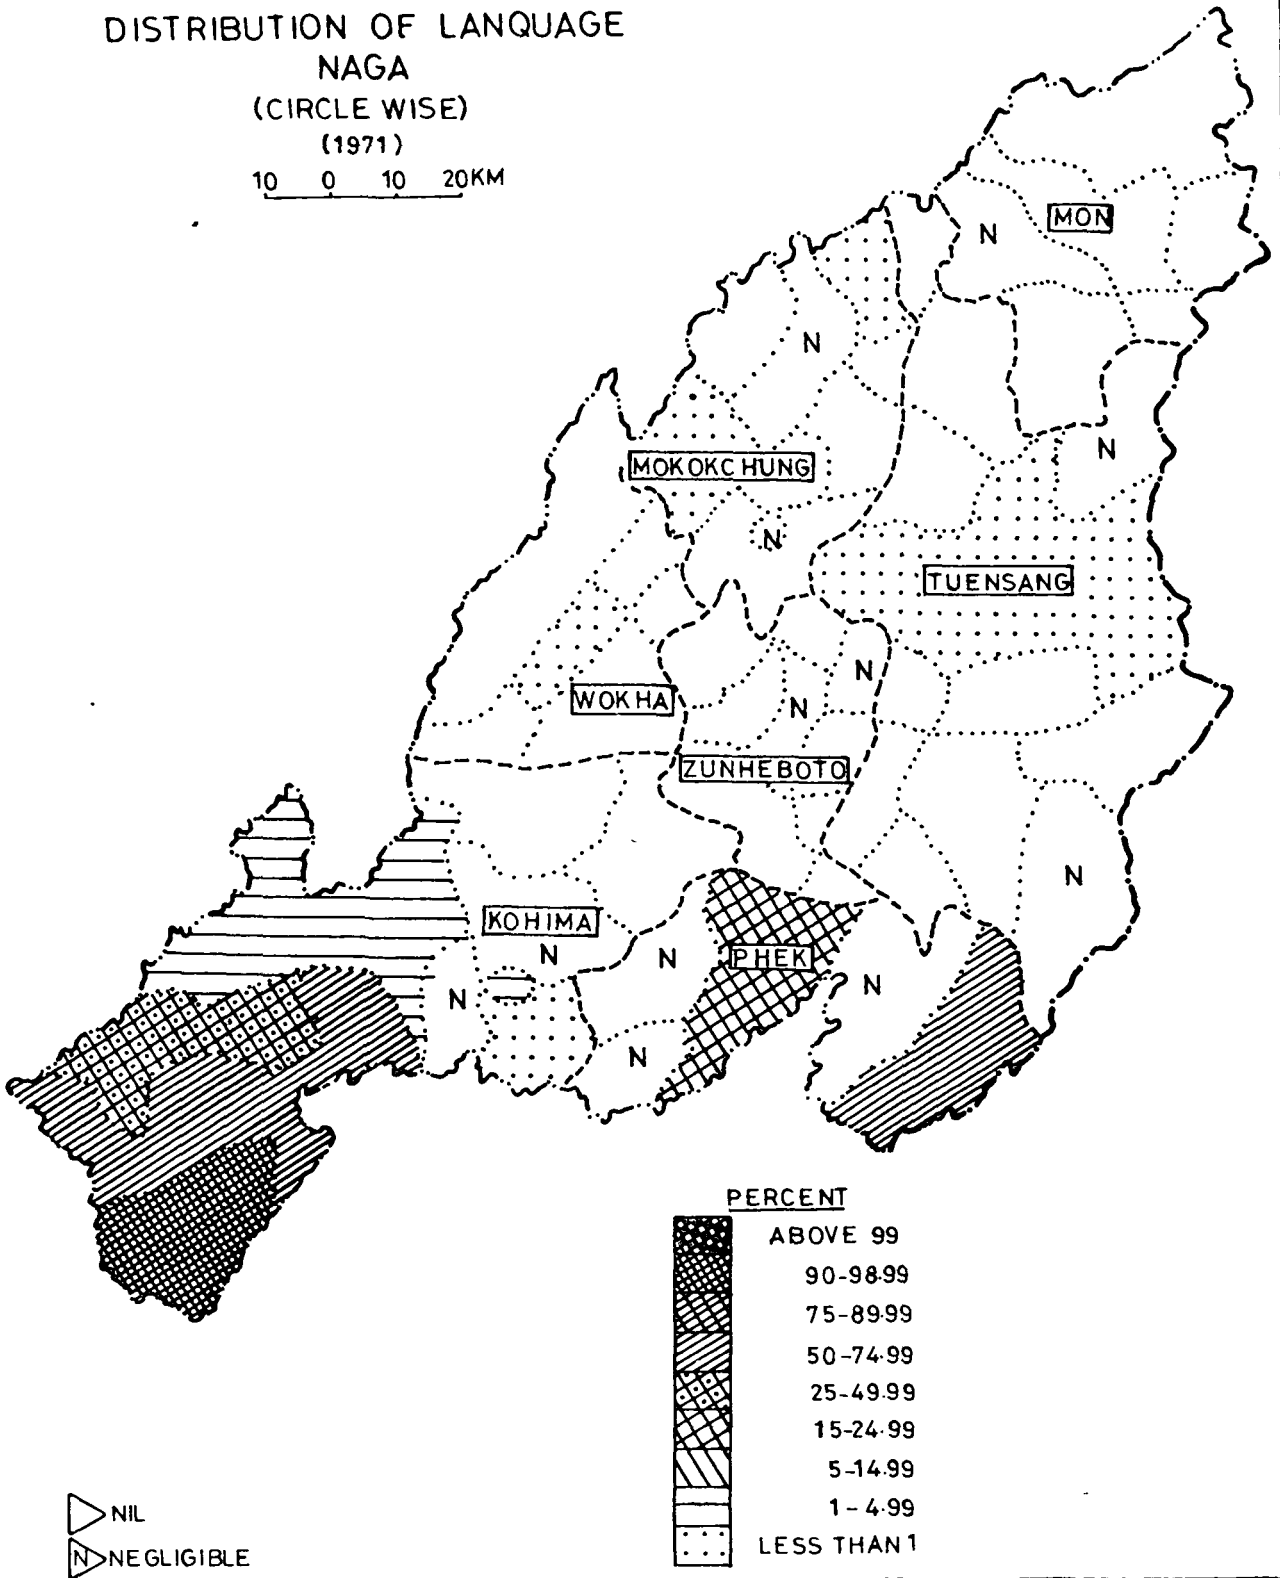 DISTRIBUTION OF LANQUAGE
NAGA
(CIRCLE WISE)
(1971)
10 0 10 20KM
MON
N
N
MOKOKCHUNG
N
N
TUENSANG
N
WOKHA
N
ZUNHEBOTO
N
KOHIMA
N
N
PHEK
N
N
N
PERCENT
ABOVE 99
90-98.99
75-89.99
50-74.99
25-49.99
15-24.99
5-14.99
1-4.99
LESS THAN 1
NIL
N NEGLIGIBLE